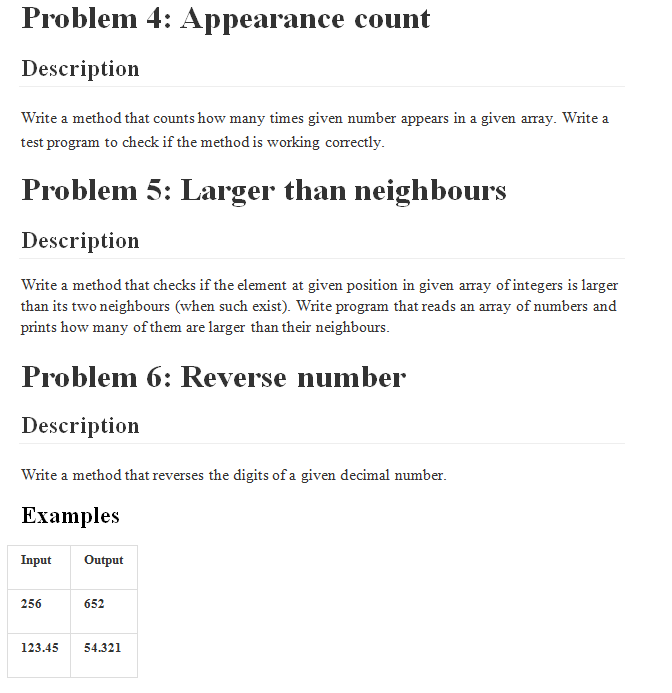 Problem 4: Appearance count
Description
Write a method that counts how many times given number appears in a given array. Write a
test program to check if the method is working correctly.
Problem 5: Larger than neighbours
Description
Write a method that checks if the element at given position in given array of integers is larger
than its two neighbours (when such exist). Write program that reads an array of numbers and
prints how many of them are larger than their neighbours.
Problem 6: Reverse number
Description
Write a method that reverses the digits of a given decimal number.
Examples
Input Output
256 652
123.45 54.321